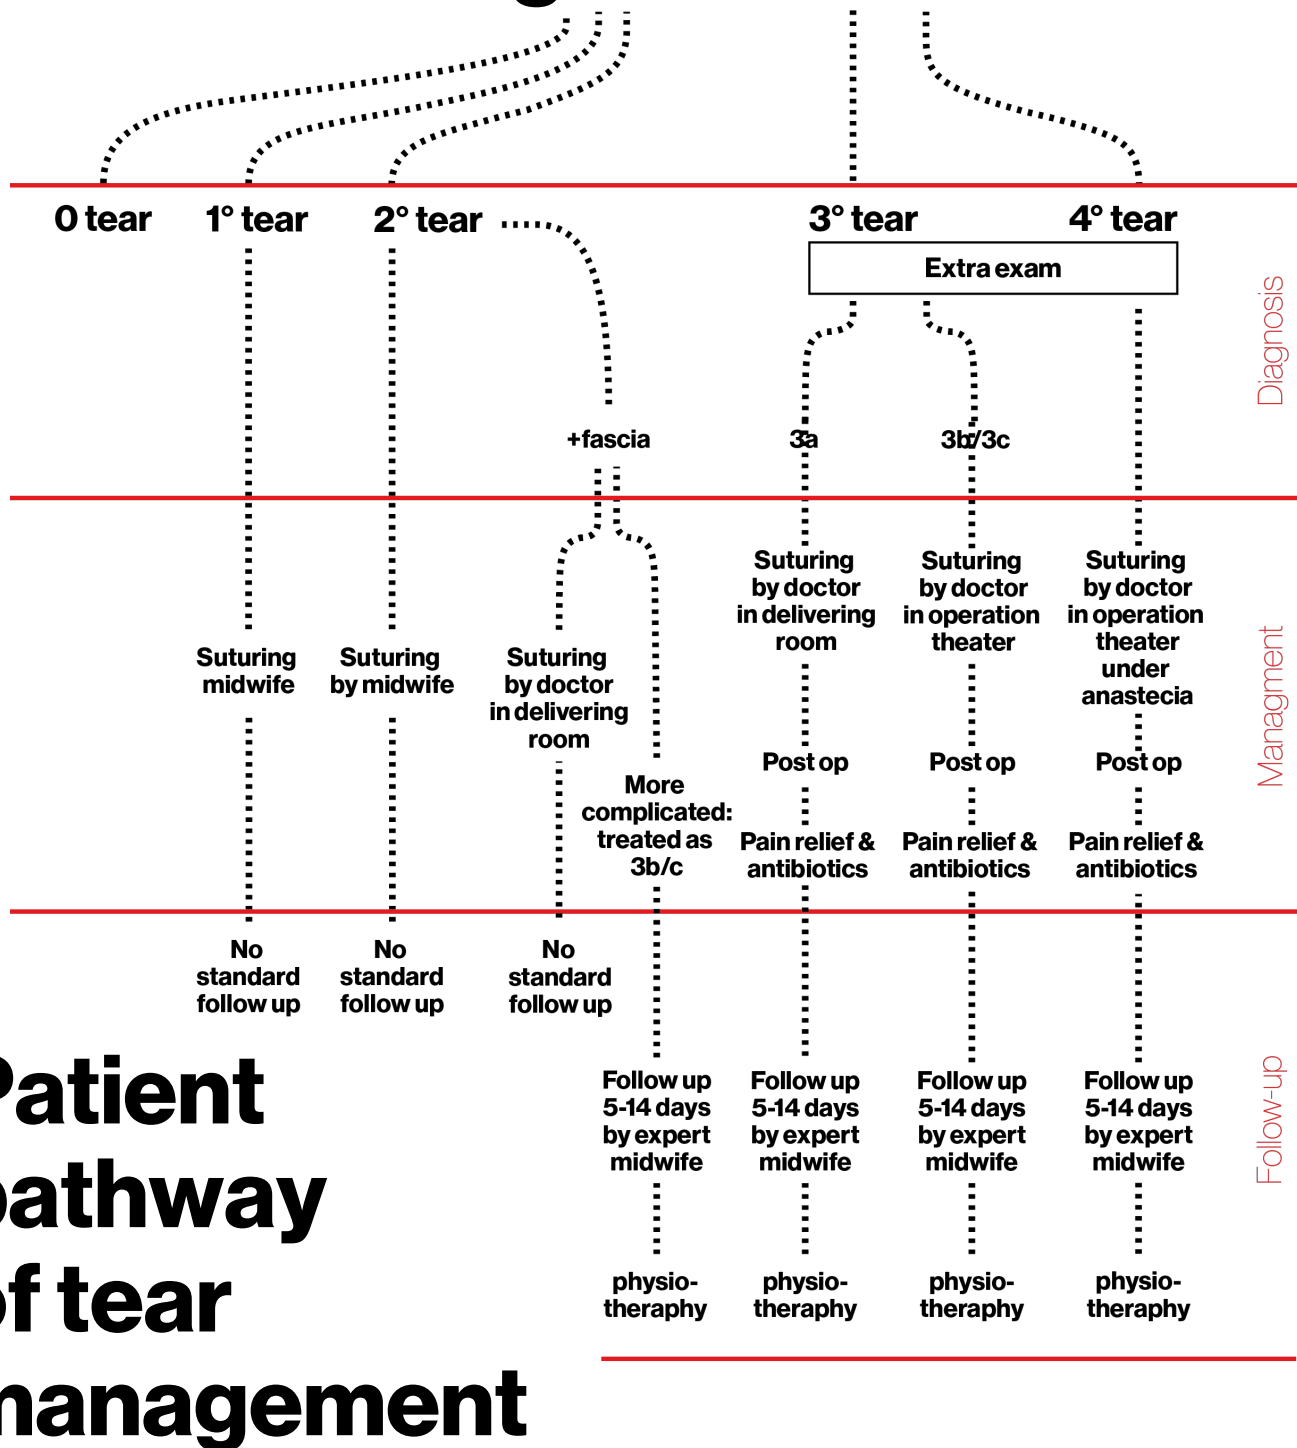 0 tear
1° tear
2° tear
3° tear
4° tear
Extra exam
Diagnosis
+fascia
3a
3b/3c
Suturing
midwife
Suturing
by midwife
Suturing
by doctor
in delivering
room
More
complicated:
treated as
3b/c
Suturing
by doctor
in delivering
room
Post op
Pain relief &
antibiotics
Suturing
by doctor
in operation
theater
Post op
Pain relief &
antibiotics
Suturing
by doctor
in operation
theater
under
anastecia
Post op
Pain relief &
antibiotics
Managment
No
standard
follow up
No
standard
follow up
No
standard
follow up
Follow up
5-14 days
by expert
midwife
physio-
theraphy
Follow up
5-14 days
by expert
midwife
physio-
theraphy
Follow up
5-14 days
by expert
midwife
physio-
theraphy
Follow up
5-14 days
by expert
midwife
physio-
theraphy
Follow-up
Patient
pathway
of tear
management